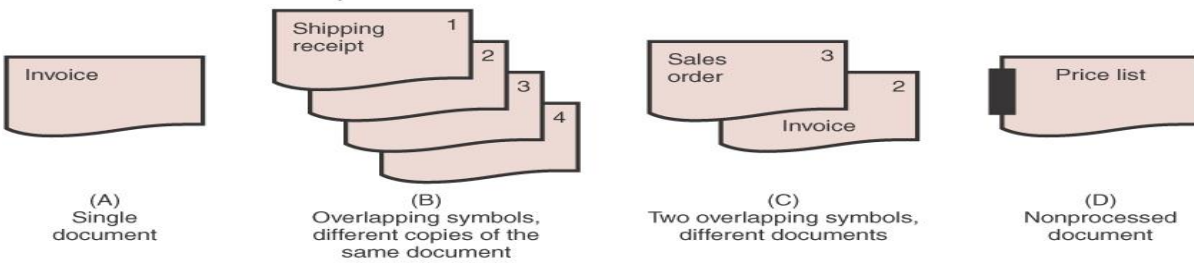 Invoice
Shipping receipt
1
2
3
4
Sales order
3
2
Invoice
Price list
(A)
Single
document
(B)
Overlapping symbols,
different copies of the
same document
(C)
Two overlapping symbols,
different documents
(D)
Nonprocessed
document